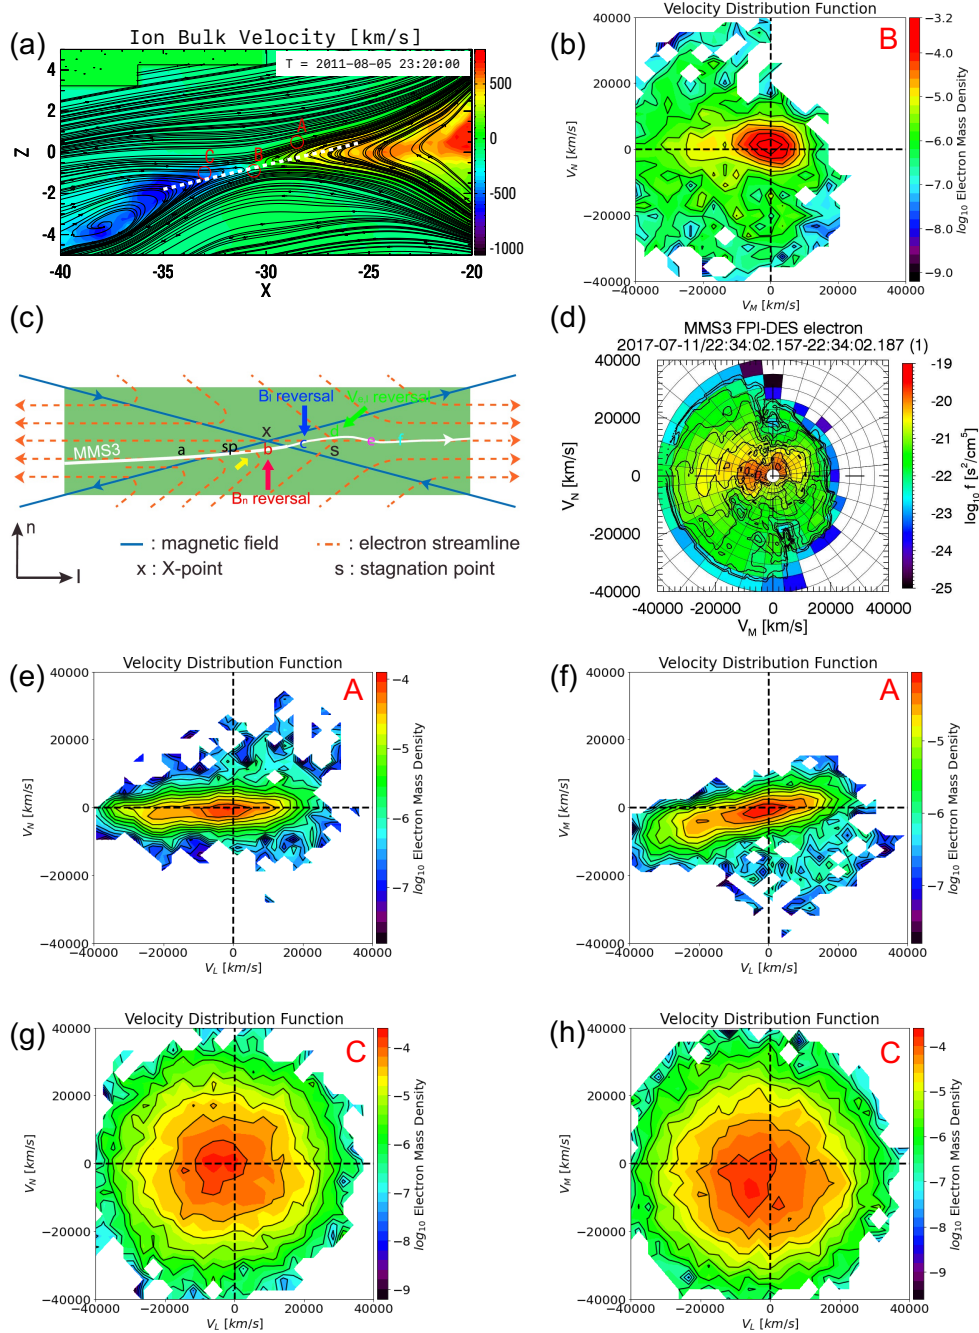 (a)
Ion Bulk Velocity [km/s]
T = 2011-08-05 23:20:00
4
2
0
-2
-4
Z
A
B
C
-40
-35
-30
-25
-20
X
500
0
-500
-1000
(b)
Velocity Distribution Function
B
40000
30000
20000
10000
0
−10000
−20000
−30000
−40000
V_N [km/s]
−40000
−20000
0
20000
40000
V_M [km/s]
−3.2
−4.0
−5.0
−6.0
−7.0
−8.0
−9.0
log10 Electron Mass Density
(c)
Bl reversal
x
MMS3
a
sp
b
c
d
s
e
f
Bn reversal
n
l
: magnetic field
: electron streamline
x : X-point
s : stagnation point
(d)
MMS3 FPI-DES electron
2017-07-11/22:34:02.157-22:34:02.187 (1)
40000
20000
0
-20000
-40000
V_N [km/s]
-40000
-20000
0
20000
40000
V_M [km/s]
-19
-20
-21
-22
-23
-24
-25
log10 f [s²/cm⁵]
(e)
Velocity Distribution Function
A
40000
20000
0
−20000
−40000
V_N [km/s]
−40000
−20000
0
20000
40000
V_L [km/s]
−4
−5
−6
−7
log10 Electron Mass Density
(f)
Velocity Distribution Function
A
40000
20000
0
−20000
−40000
V_M [km/s]
−40000
−20000
0
20000
40000
V_L [km/s]
−5
−6
−7
log10 Electron Mass Density
(g)
Velocity Distribution Function
C
40000
20000
0
−20000
−40000
V_N [km/s]
−40000
−20000
0
20000
40000
V_L [km/s]
−4
−5
−6
−7
−8
−9
log10 Electron Mass Density
(h)
Velocity Distribution Function
C
40000
20000
0
−20000
−40000
V_M [km/s]
−40000
−20000
0
20000
40000
V_L [km/s]
−4
−5
−6
−7
−8
−9
log10 Electron Mass Density